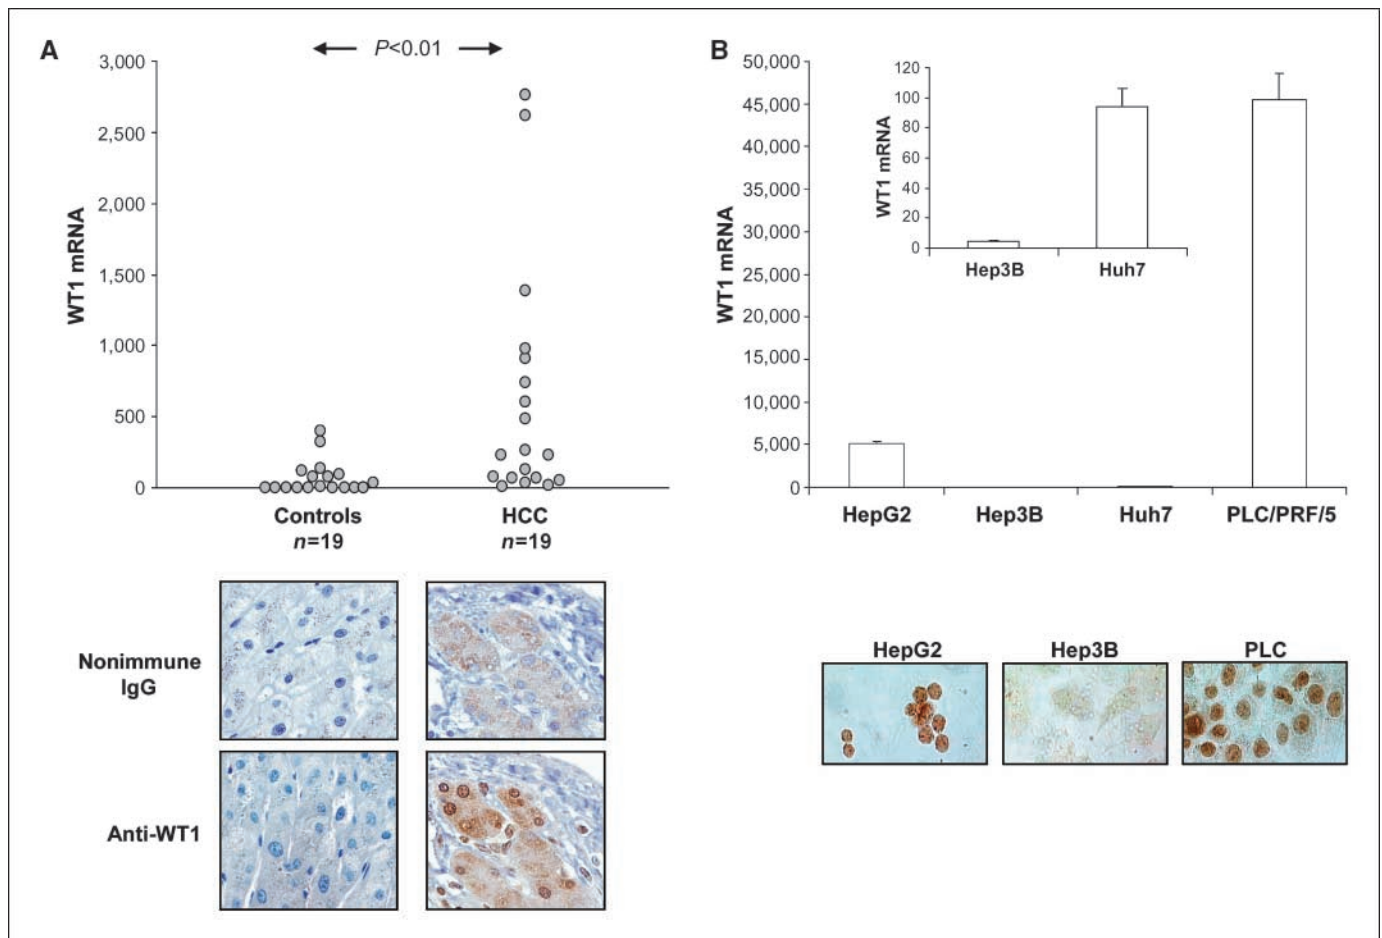 A
P<0.01
3,000
2,500
2,000
1,500
1,000
500
0
WT1 mRNA
Controls
n=19
HCC
n=19
Nonimmune
IgG
Anti-WT1
B
50,000
45,000
40,000
35,000
30,000
25,000
20,000
15,000
10,000
5,000
0
WT1 mRNA
120
100
80
60
40
20
0
WT1 mRNA
Hep3B
Huh7
HepG2
Hep3B
Huh7
PLC/PRF/5
HepG2
Hep3B
PLC